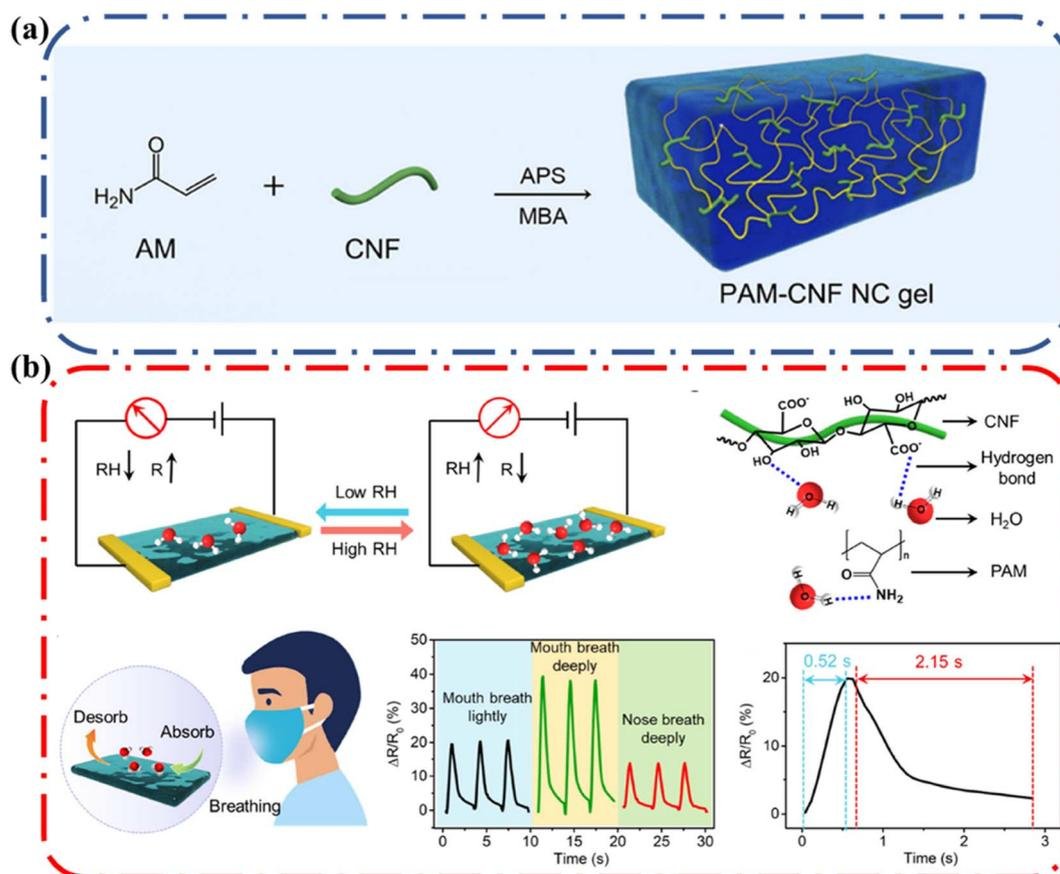 (a)
O
H₂N
AM
+
CNF
APS
MBA
PAM-CNF NC gel
(b)
RH↓ R↑
Low RH
High RH
RH↑ R↓
COO⁻
HO
OH
O
HO
OH
O
O
COO⁻
CNF
Hydrogen
bond
H
O
H
H
O
H
H₂O
n
O
NH₂
PAM
H
O
H
Desorb
Absorb
Breathing
ΔR/R₀ (%)
50
40
30
20
10
0
Mouth breath
lightly
Mouth breath
deeply
Nose breath
deeply
0 5 10 15 20 25 30
Time (s)
ΔR/R₀ (%)
20
10
0
0.52 s
2.15 s
0 1 2 3
Time (s)